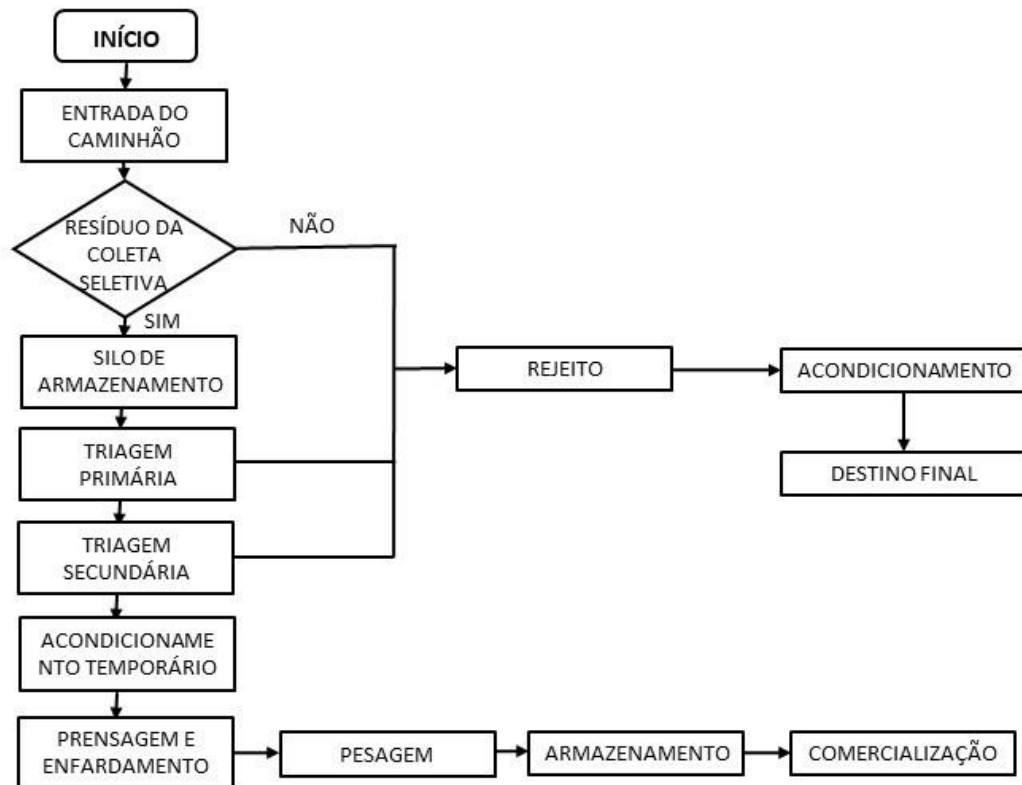 INÍCIO
ENTRADA DO
CAMINHÃO
RESÍDUO DA
COLETA
SELETIVA
NÃO
SIM
SILO DE
ARMAZENAMENTO
REJEITO
ACONDICIONAMENTO
TRIAGEM
PRIMÁRIA
DESTINO FINAL
TRIAGEM
SECUNDÁRIA
ACONDICIONAME
NTO TEMPORÁRIO
PRENSAGEM E
ENFARDAMENTO
PESAGEM
ARMAZENAMENTO
COMERCIALIZAÇÃO